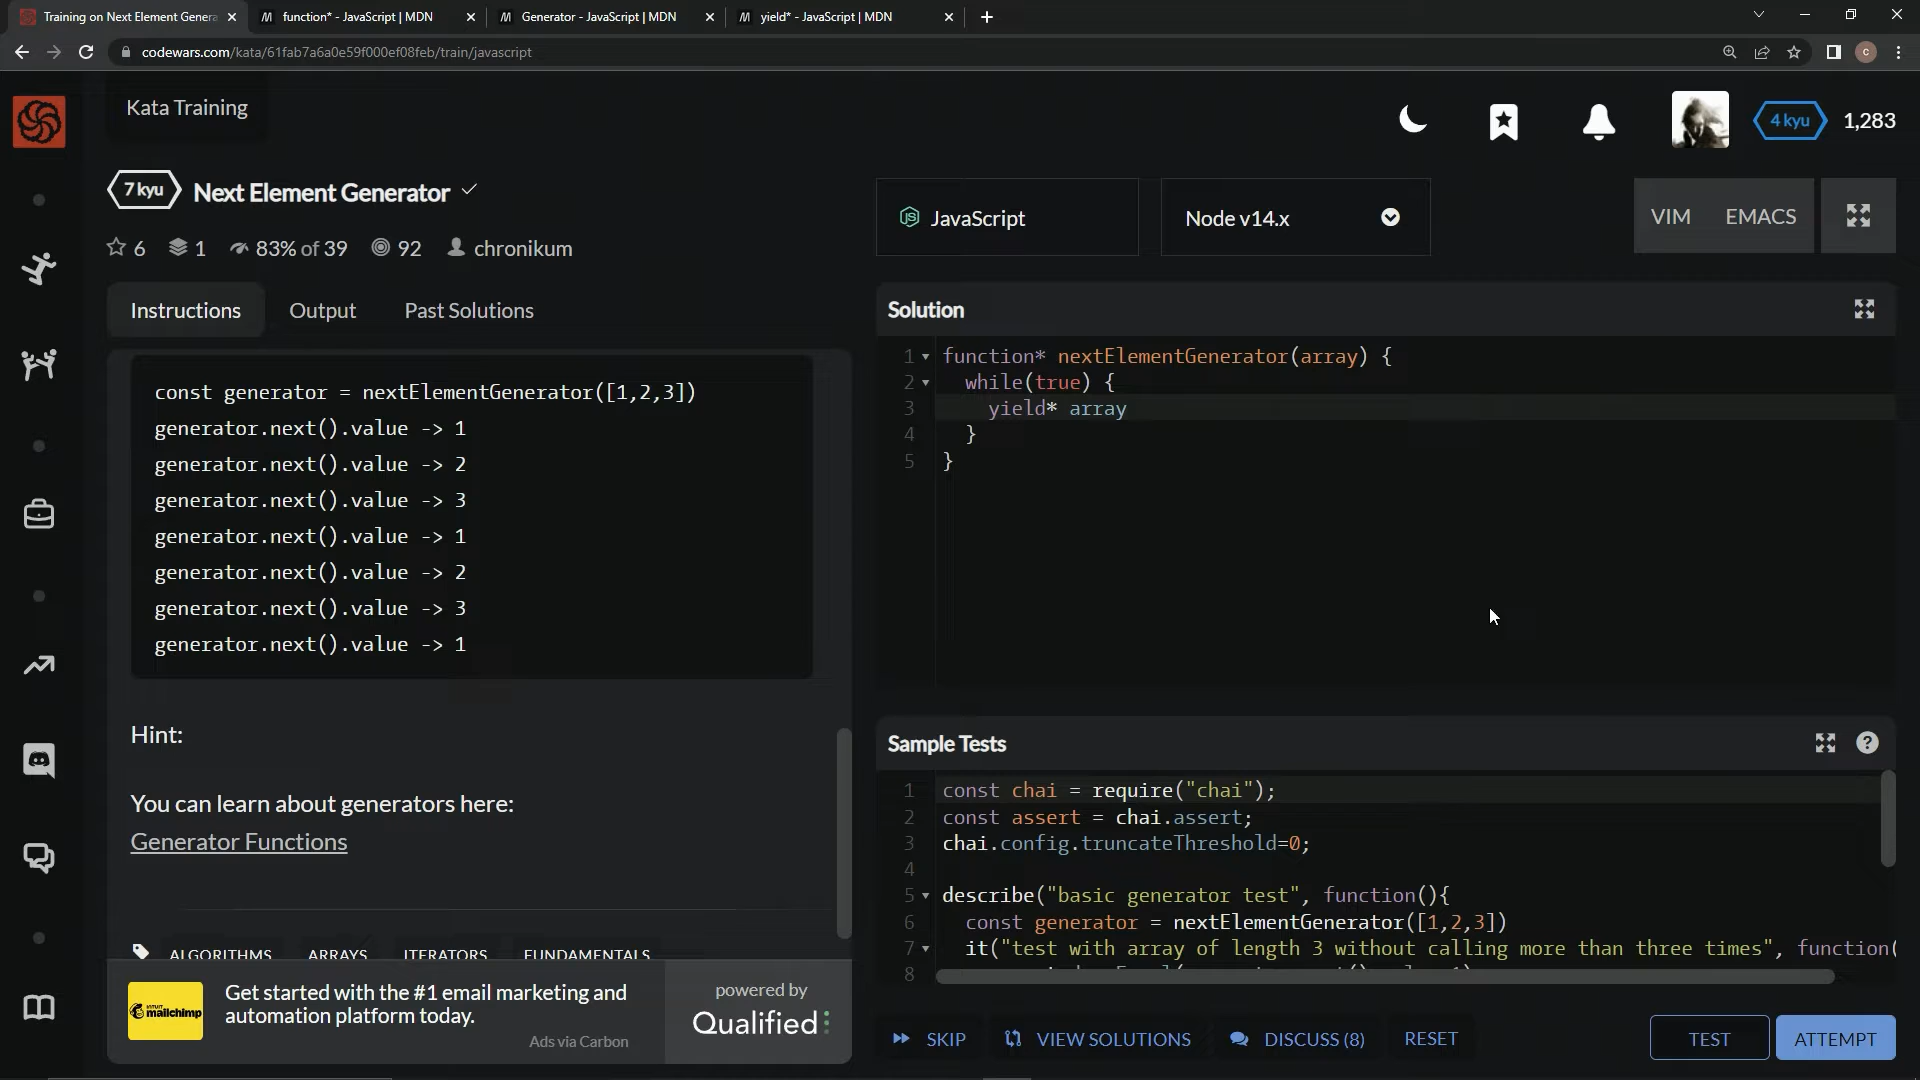 Training on Next Element Genera
function* - JavaScript | MDN
Generator - JavaScript | MDN
yield* - JavaScript | MDN
codewars.com/kata/61fab7a6a0e59f000ef08feb/train/javascript
C
Kata Training
4 kyu
1,283
7 kyu
Next Element Generator
6
1
83% of 39
92
chronikum
JavaScript
Node v14.x
VIM
EMACS
Instructions
Output
Past Solutions
const generator = nextElementGenerator([1,2,3])
generator.next().value -> 1
generator.next().value -> 2
generator.next().value -> 3
generator.next().value -> 1
generator.next().value -> 2
generator.next().value -> 3
generator.next().value -> 1
Hint:
You can learn about generators here:
Generator Functions
ALGORITHMS
ARRAYS
ITERATORS
FUNDAMENTALS
intuit
mailchimp
Get started with the #1 email marketing and
automation platform today.
Ads via Carbon
powered by
Qualified
Solution
1 function* nextElementGenerator(array) {
2 while(true) {
3 yield* array
4 }
5 }
Sample Tests
?
1 const chai = require("chai");
2 const assert = chai.assert;
3 chai.config.truncateThreshold=0;
4
5 describe("basic generator test", function(){
6 const generator = nextElementGenerator([1,2,3])
7 it("test with array of length 3 without calling more than three times", function(
8
SKIP
VIEW SOLUTIONS
DISCUSS (8)
RESET
TEST
ATTEMPT